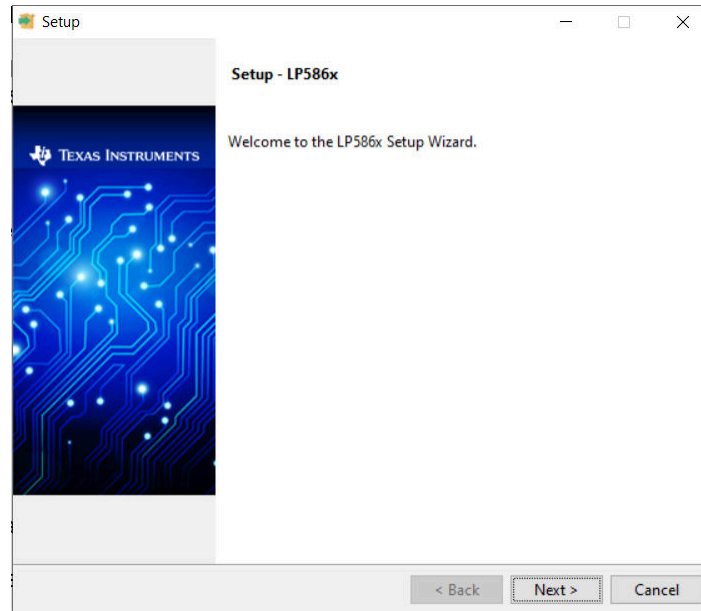 Setup
Setup - LP586x
TEXAS INSTRUMENTS
Welcome to the LP586x Setup Wizard.
< Back
Next >
Cancel